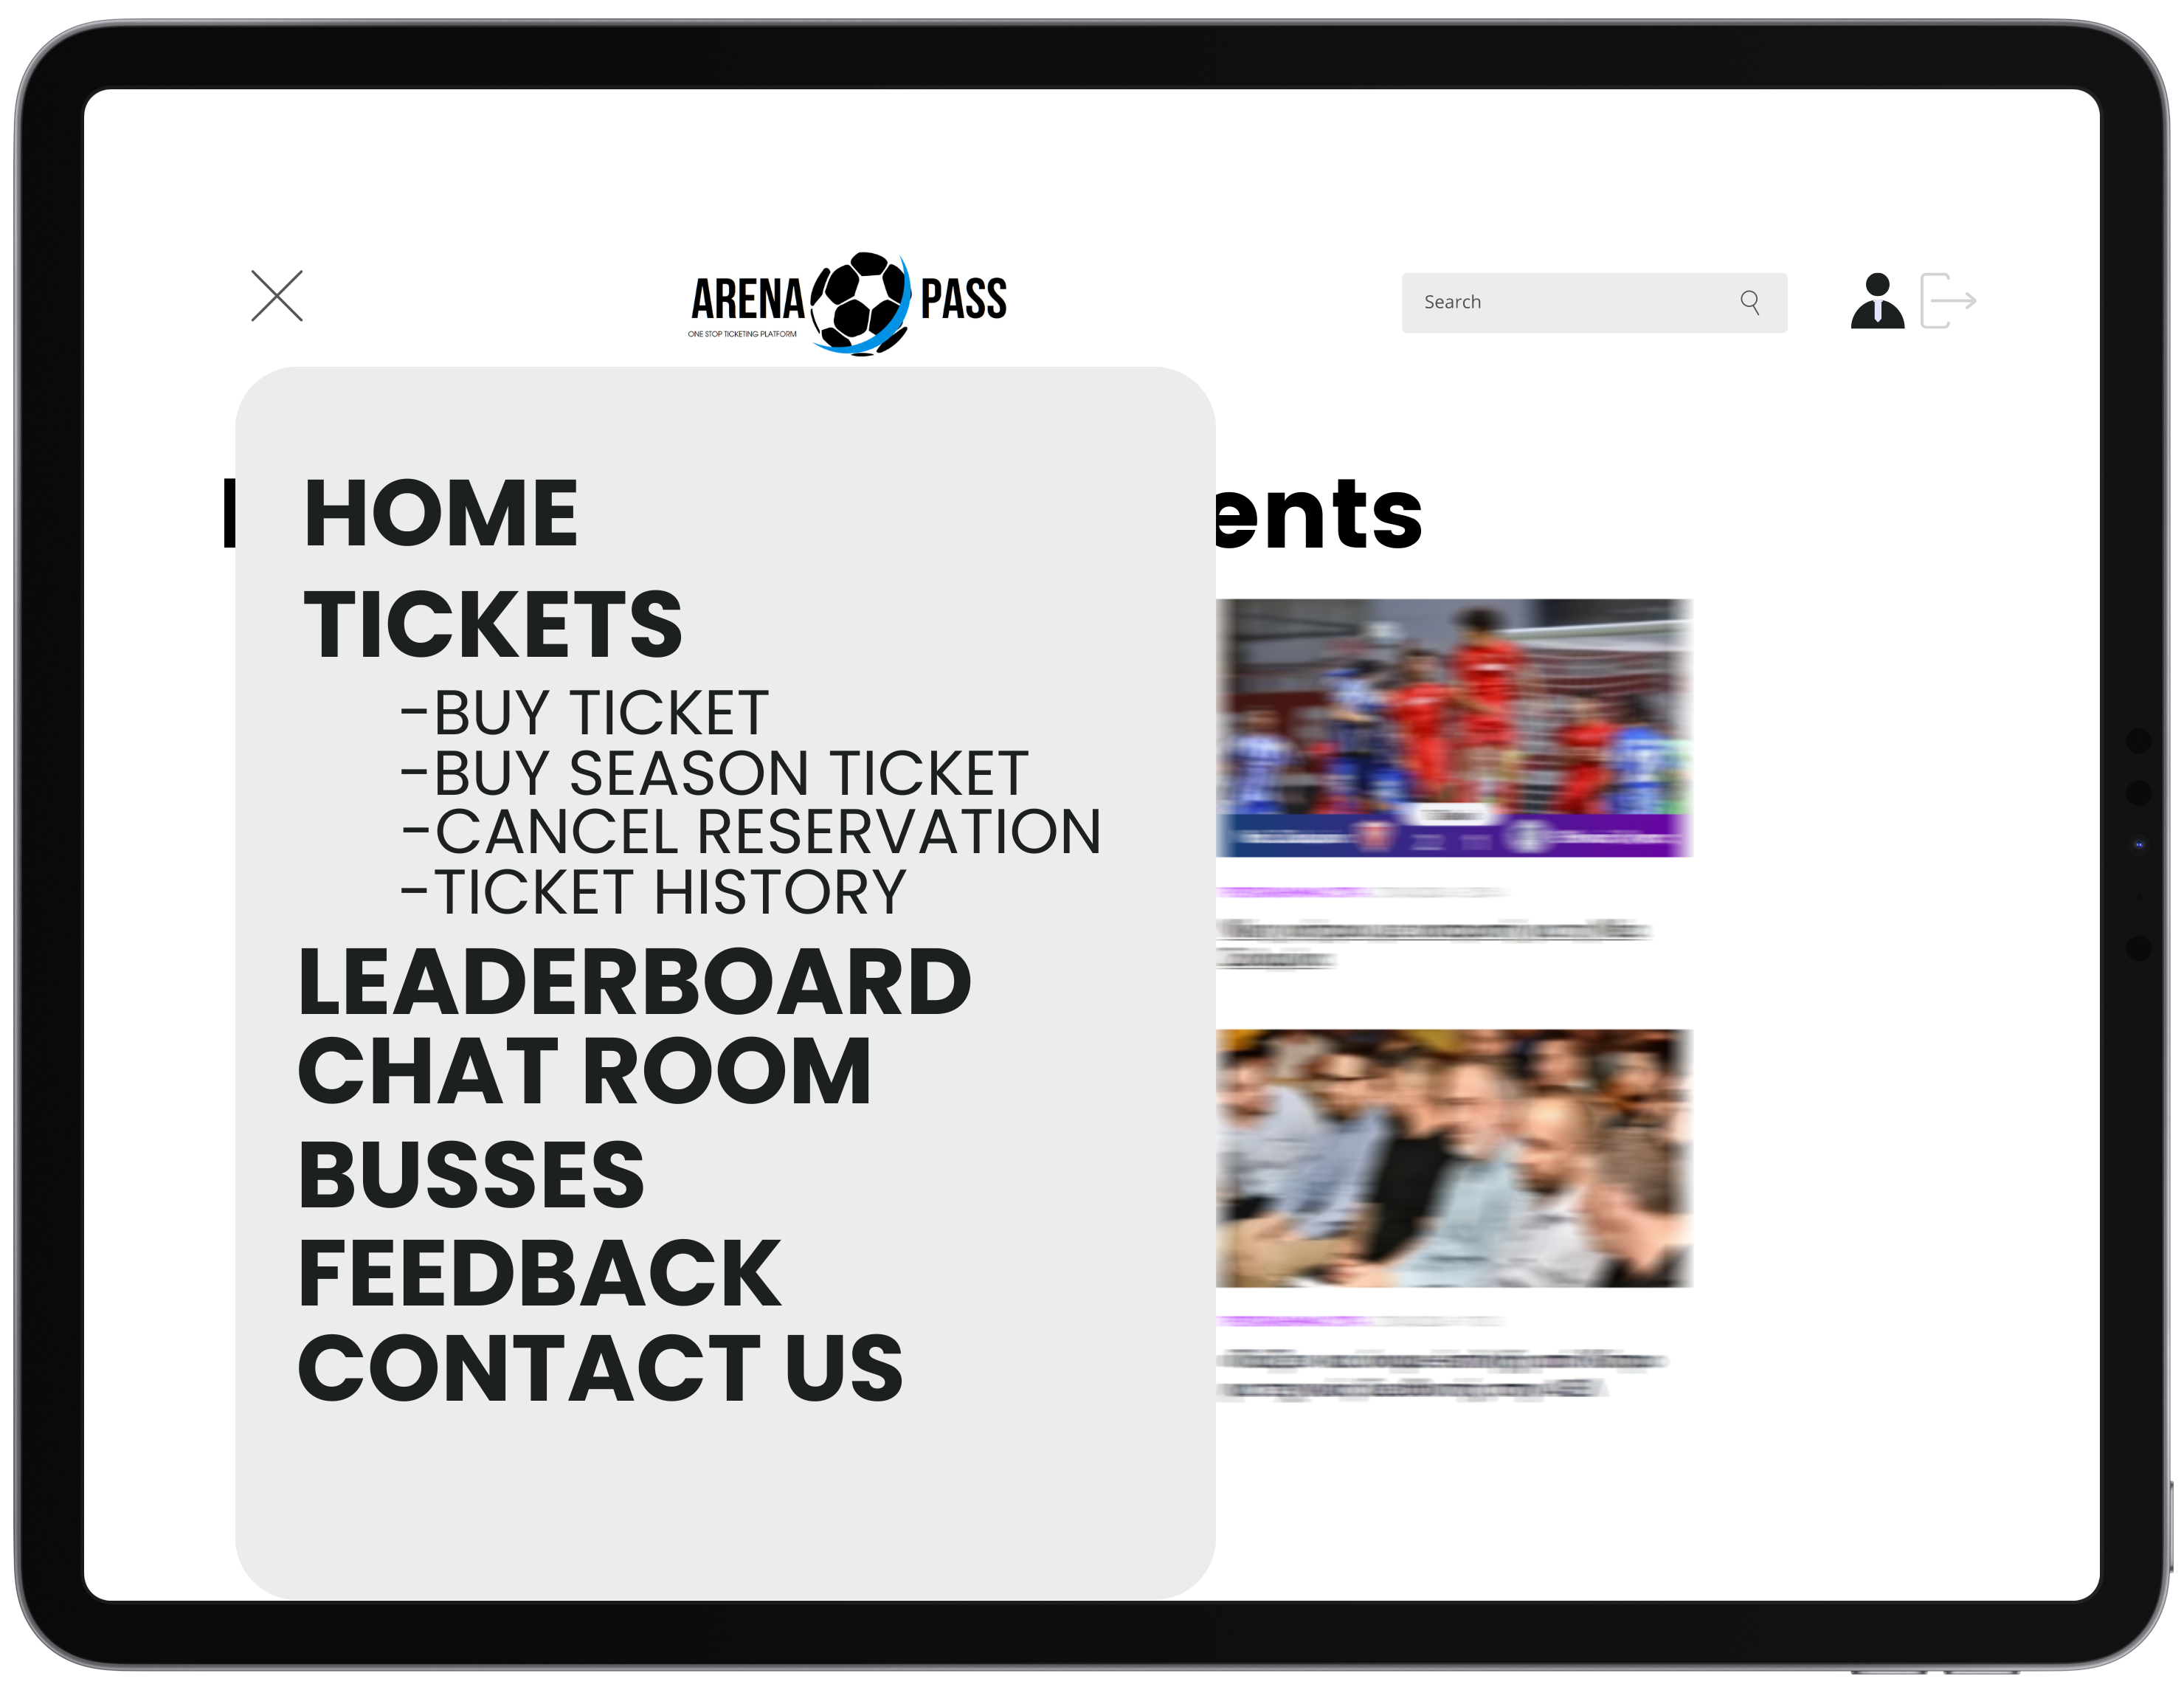 ARENA PASS
ONE STOP TICKETING PLATFORM
Search
HOME
ents
TICKETS
-BUY TICKET
-BUY SEASON TICKET
-CANCEL RESERVATION
-TICKET HISTORY
LEADERBOARD
CHAT ROOM
BUSSES
FEEDBACK
CONTACT US